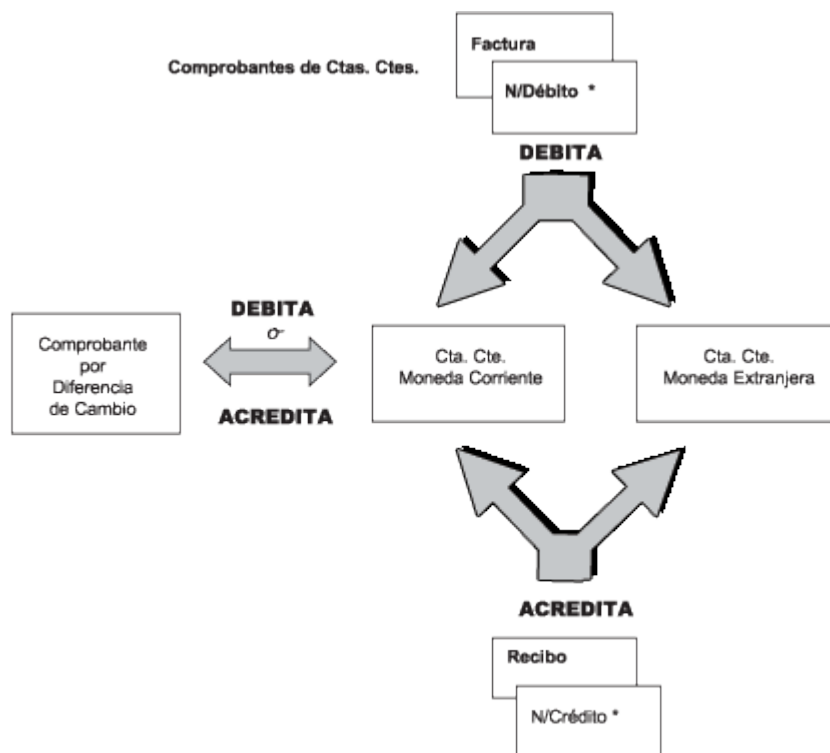 Factura
Comprobantes de Ctas. Ctes.
N/Débito *
DEBITA
DEBITA
o
ACREDITA
Comprobante
por
Diferencia
de Cambio
Cta. Cte.
Moneda Corriente
Cta. Cte.
Moneda Extranjera
ACREDITA
Recibo
N/Crédito *